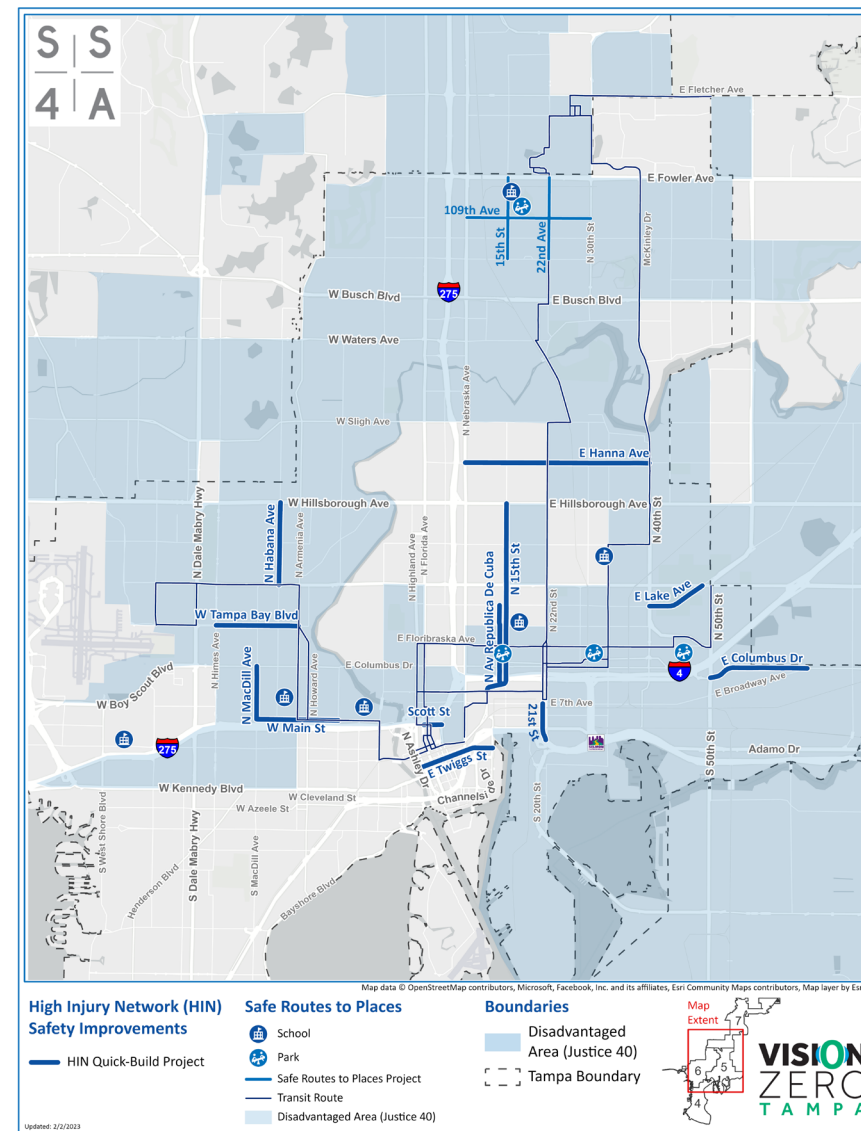 S S
4 A
E Fletcher Ave
E Fowler Ave
109th Ave
15th St
22nd Ave
N 30th St
McKinley Dr
W Busch Blvd
275
E Busch Blvd
W Waters Ave
N Nebraska Ave
W Sligh Ave
E Hanna Ave
W Hillsborough Ave
E Hillsborough Ave
N Dale Mabry Hwy
N Habana Ave
N Armenia Ave
N Highland Ave
N Florida Ave
N Av Republica De Cuba
N 15th St
N 22nd St
N 40th St
E Lake Ave
N 50th St
W Tampa Bay Blvd
E Floribraska Ave
N Himes Ave
N MacDill Ave
N Howard Ave
E Columbus Dr
E Columbus Dr
4
E Broadway Ave
W Boy Scout Blvd
Scott St
E 7th Ave
21st St
W Main St
275
N Ashley Dr
E Twiggs St
Adamo Dr
S 50th St
W Kennedy Blvd
W Cleveland St
Channelside Dr
W Azeele St
S 20th St
S West Shore Blvd
S Dale Mabry Hwy
S MacDill Ave
Henderson Blvd
Bayshore Blvd
Map data © OpenStreetMap contributors, Microsoft, Facebook, Inc. and its affiliates, Esri Community Maps contributors, Map layer by Esr
High Injury Network (HIN)
Safety Improvements
HIN Quick-Build Project
Safe Routes to Places
School
Park
Safe Routes to Places Project
Transit Route
Disadvantaged Area (Justice 40)
Boundaries
Disadvantaged
Area (Justice 40)
Tampa Boundary
Map
Extent
7
5
6
4
VISION
ZERO
TAMPA
Updated: 2/2/2023